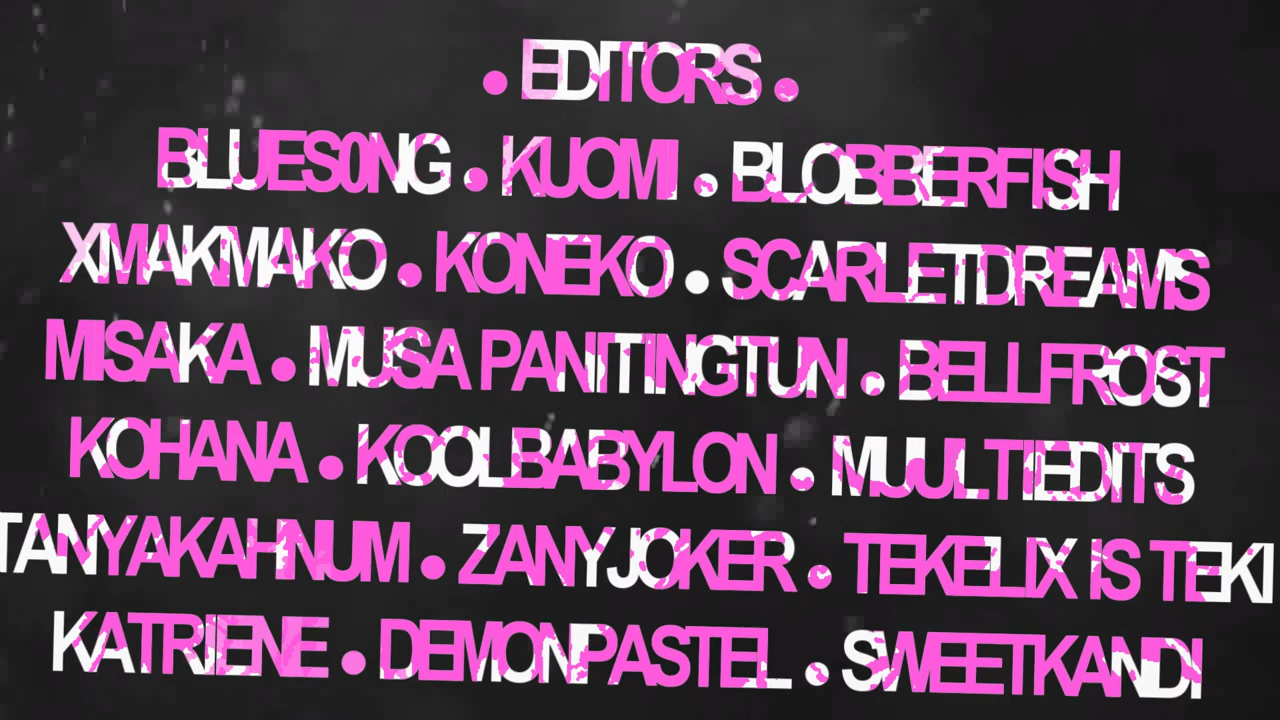 • EDITORS •
BLUES0NG • KUOMI • BLOBBERFISH
XMAKMAKO • KONEKO • SCARLETDREAMS
MISAKA • MUSA PANITINGTUN • BELLFROST
KOHANA • KOOLBABYLON • MUULTIEDITS
TANYAKAHNUM • ZANYJOKER • TEKELIX IS TEKI
KATRIENE • DEMONPASTEL • SWEETKANDI